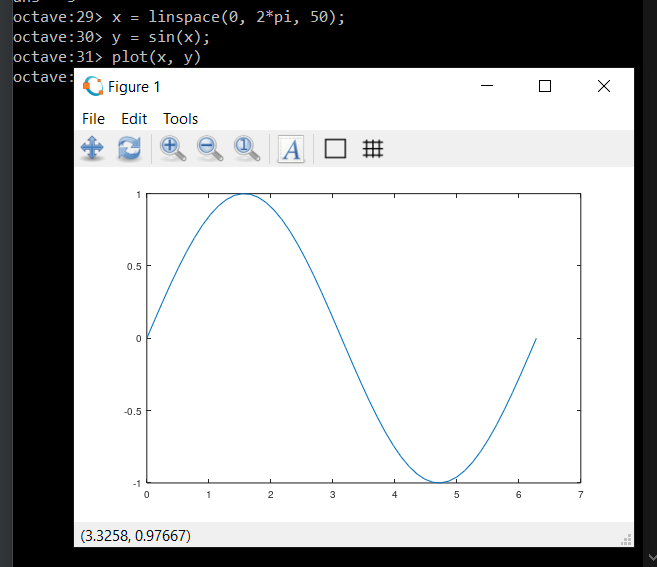 octave:29> x = linspace(0, 2*pi, 50);
octave:30> y = sin(x);
octave:31> plot(x, y)
octave:
Figure 1
File Edit Tools
1
A
1
0.5
0
-0.5
-1
0 1 2 3 4 5 6 7
(3.3258, 0.97667)